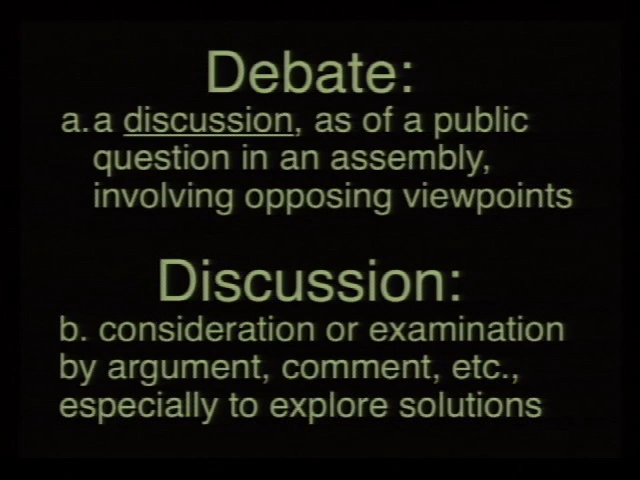 Debate:
a. a discussion, as of a public
question in an assembly,
involving opposing viewpoints
Discussion:
b. consideration or examination
by argument, comment, etc.,
especially to explore solutions